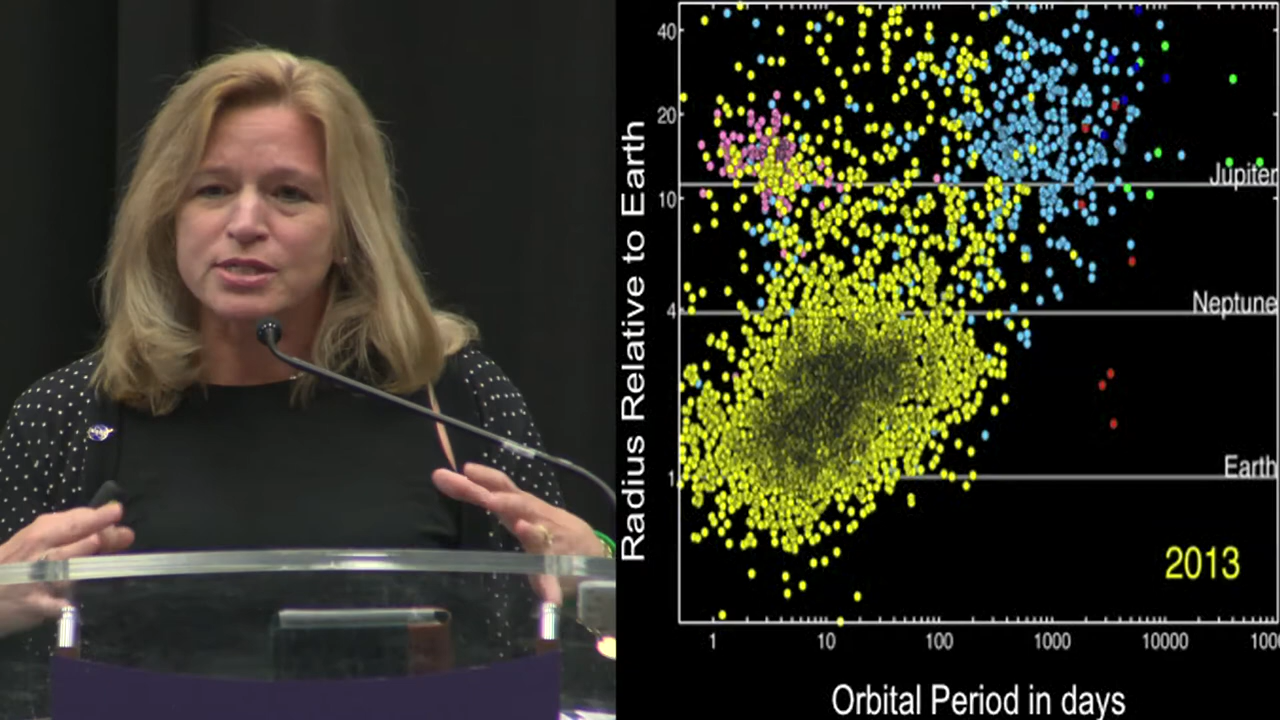 Radius Relative to Earth
40
20
10
4
1
Jupiter
Neptune
Earth
2013
1 10 100 1000 10000
Orbital Period in days